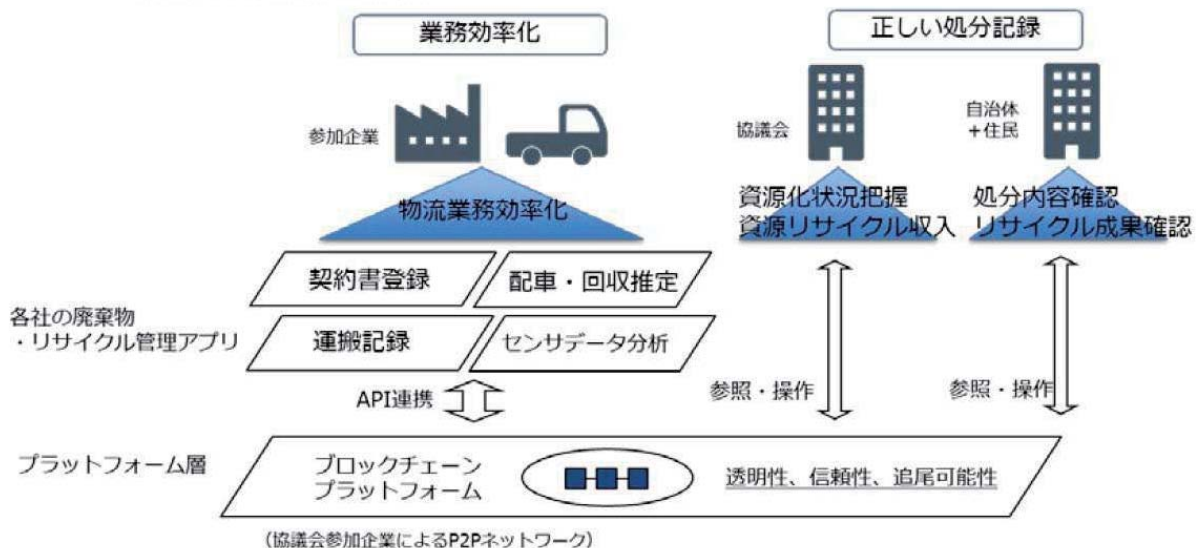 業務効率化
正しい処分記録
参加企業
協議会
自治体
+住民
物流業務効率化
資源化状況把握
資源リサイクル収入
処分内容確認
リサイクル成果確認
各社の廃棄物
・リサイクル管理アプリ
契約書登録
配車・回収推定
運搬記録
センサデータ分析
API連携
参照・操作
参照・操作
プラットフォーム層
ブロックチェーン
プラットフォーム
透明性、信頼性、追尾可能性
(協議会参加企業によるP2Pネットワーク)